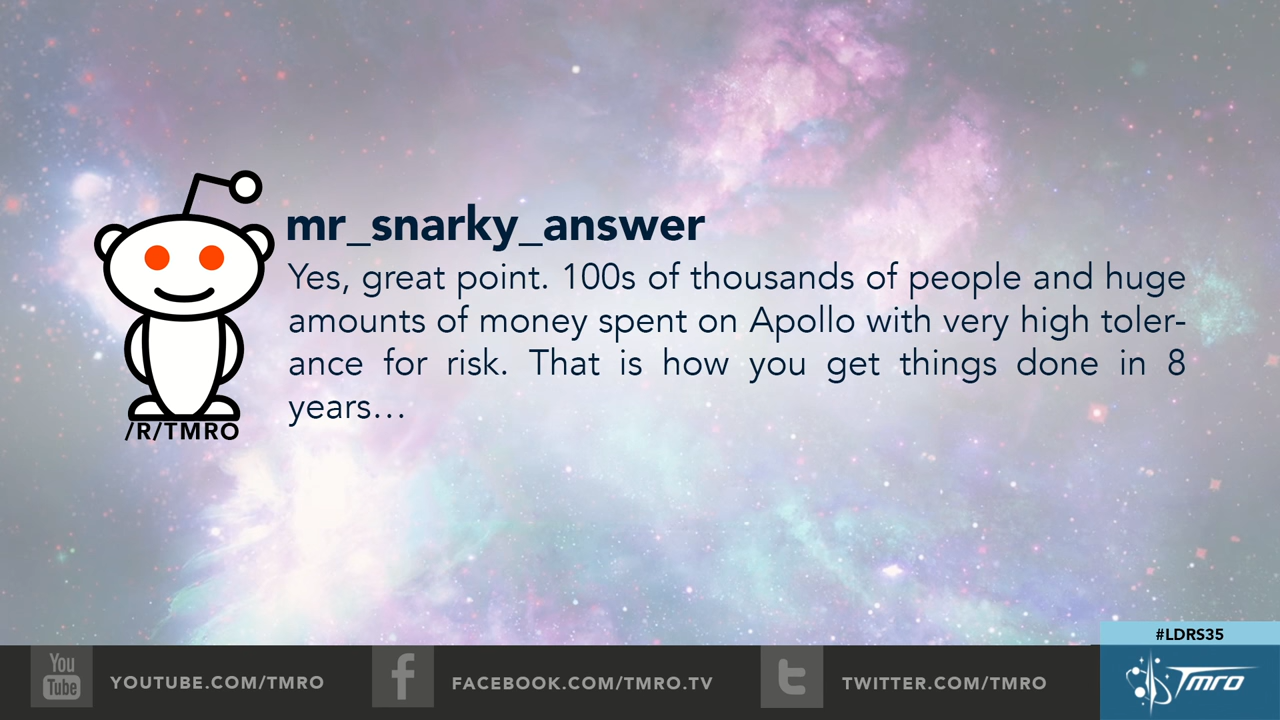 mr_snarky_answer
Yes, great point. 100s of thousands of people and huge
amounts of money spent on Apollo with very high toler-
ance for risk. That is how you get things done in 8
years…
/R/TMRO
#LDRS35
You
Tube
YOUTUBE.COM/TMRO
f
FACEBOOK.COM/TMRO.TV
t
TWITTER.COM/TMRO
Tmro